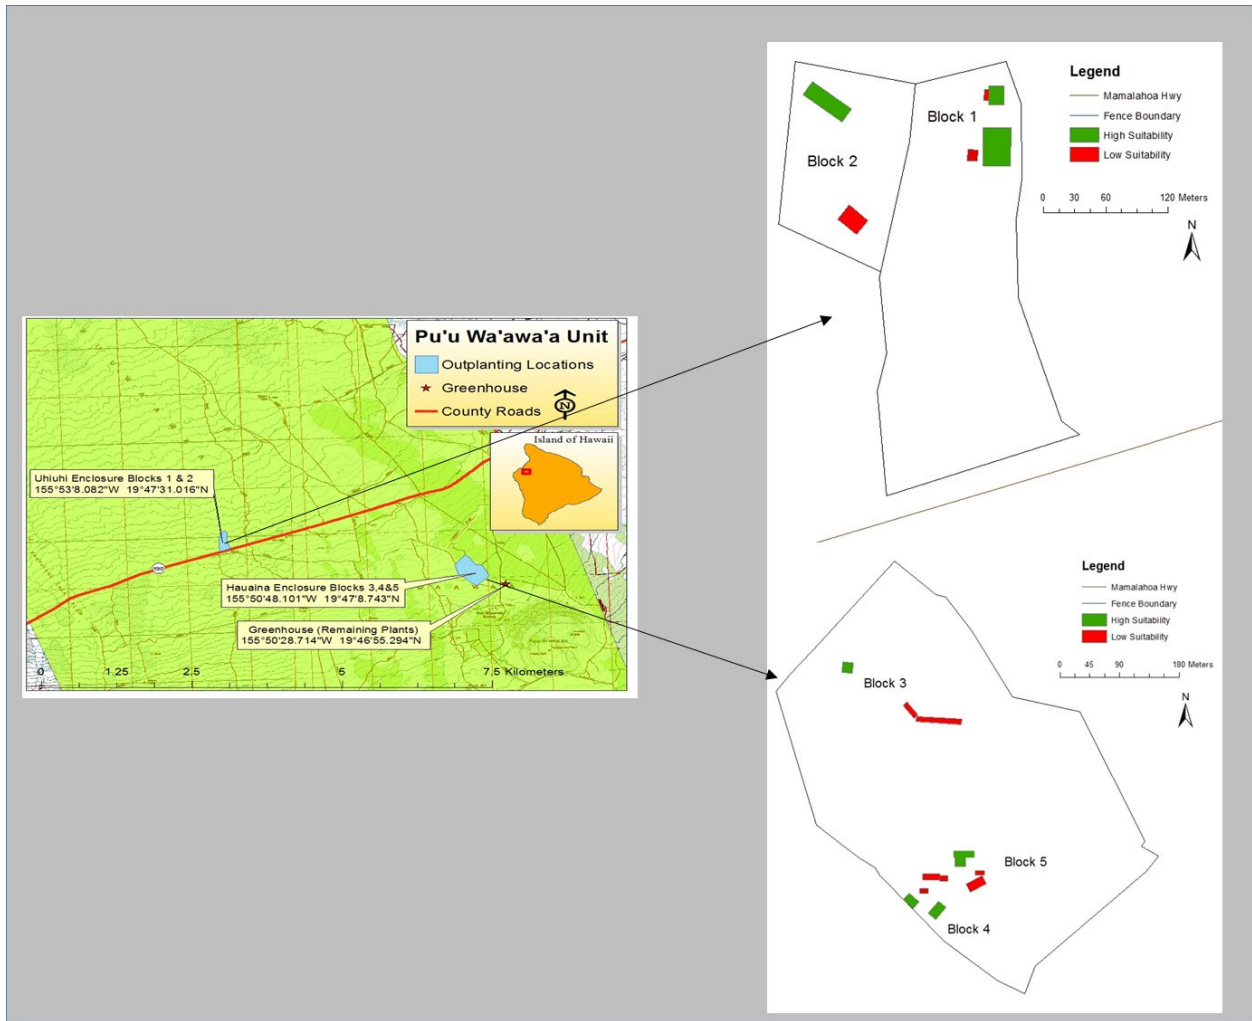 Pu'u Wa'awa'a Unit
Outplanting Locations
Greenhouse
County Roads
N
Island of Hawaii
Uhiuhi Enclosure Blocks 1 & 2
155°53'8.082"W 19°47'31.016"N
190
Hauaina Enclosure Blocks 3,4&5
155°50'48.101"W 19°47'8.743"N
Greenhouse (Remaining Plants)
155°50'28.714"W 19°46'55.294"N
0 1.25 2.5 5 7.5 Kilometers
Block 1
Block 2
Legend
Mamalahoa Hwy
Fence Boundary
High Suitability
Low Suitability
0 30 60 120 Meters
N
Block 3
Block 5
Block 4
Legend
Mamalahoa Hwy
Fence Boundary
High Suitability
Low Suitability
0 45 90 180 Meters
N